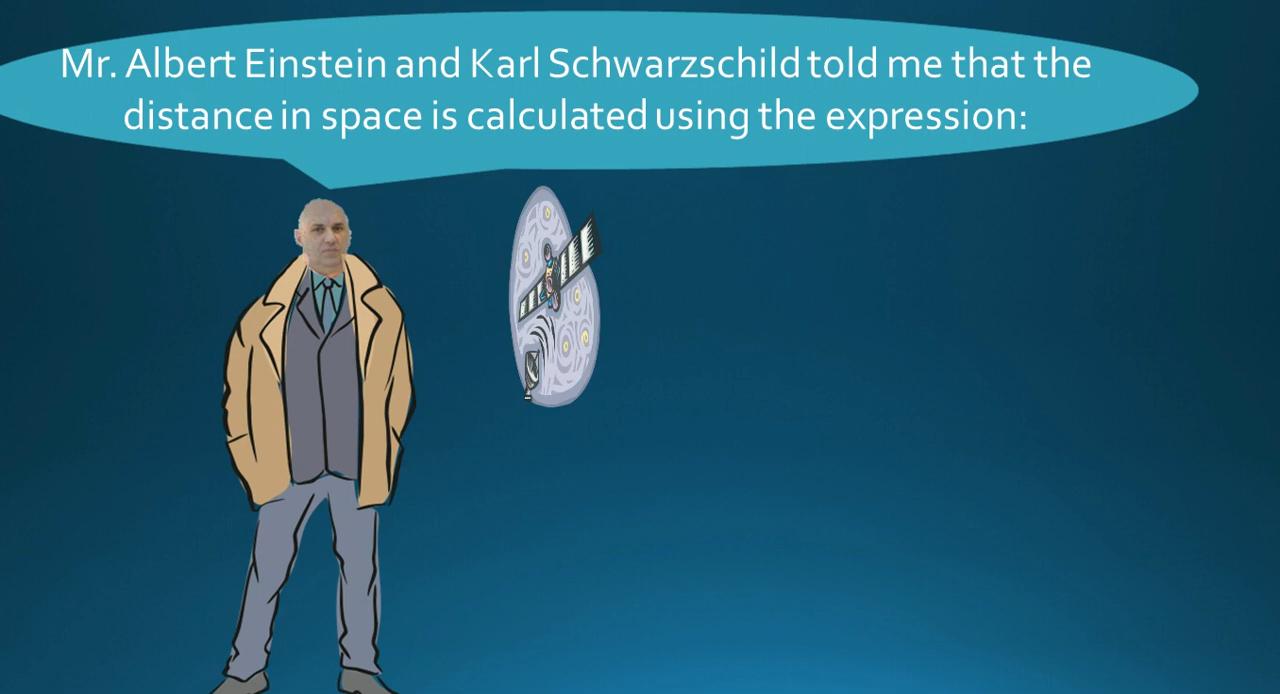 Mr. Albert Einstein and Karl Schwarzschild told me that the
distance in space is calculated using the expression: